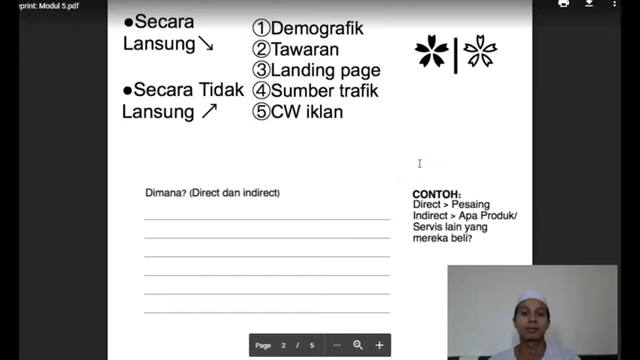 eprint: Modul 5.pdf
●Secara
Lansung↘
●Secara Tidak
Lansung ↗
①Demografik
②Tawaran
③Landing page
④Sumber trafik
⑤CW iklan
Dimana? (Direct dan indirect)
CONTOH:
Direct > Pesaing
Indirect > Apa Produk/
Servis lain yang
mereka beli?
Page 2 / 5